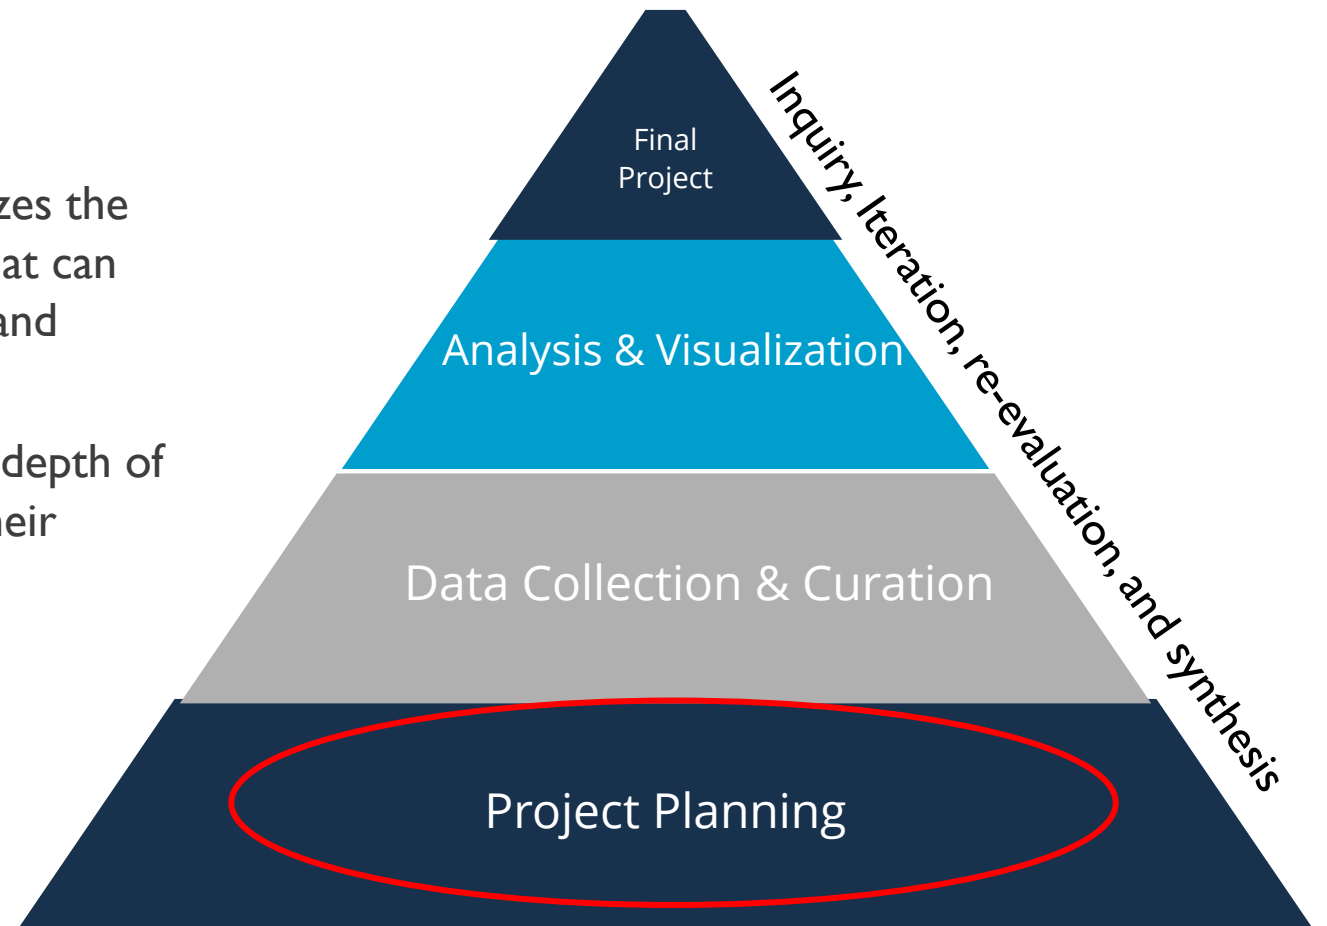 zes the
at can
and
depth of
eir
Final
Project
Analysis & Visualization
Data Collection & Curation
Project Planning
Inquiry, Iteration, re-evaluation, and synthesis